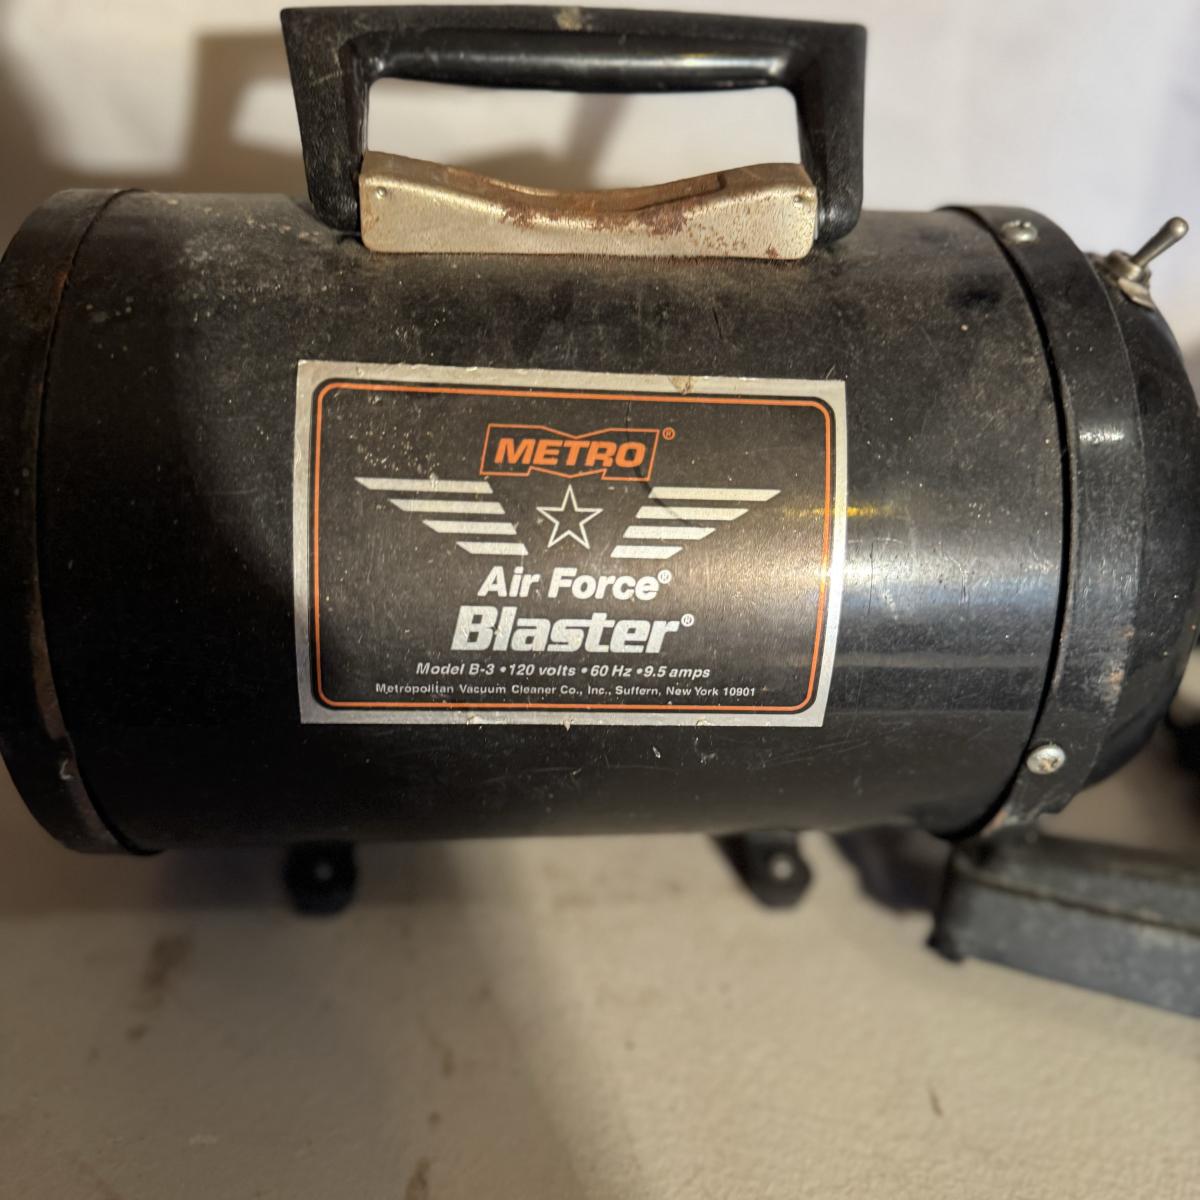 METRO®
Air Force®
Blaster®
Model B-3 • 120 volts • 60 Hz • 9.5 amps
Metropolitan Vacuum Cleaner Co., Inc., Suffern, New York 10901